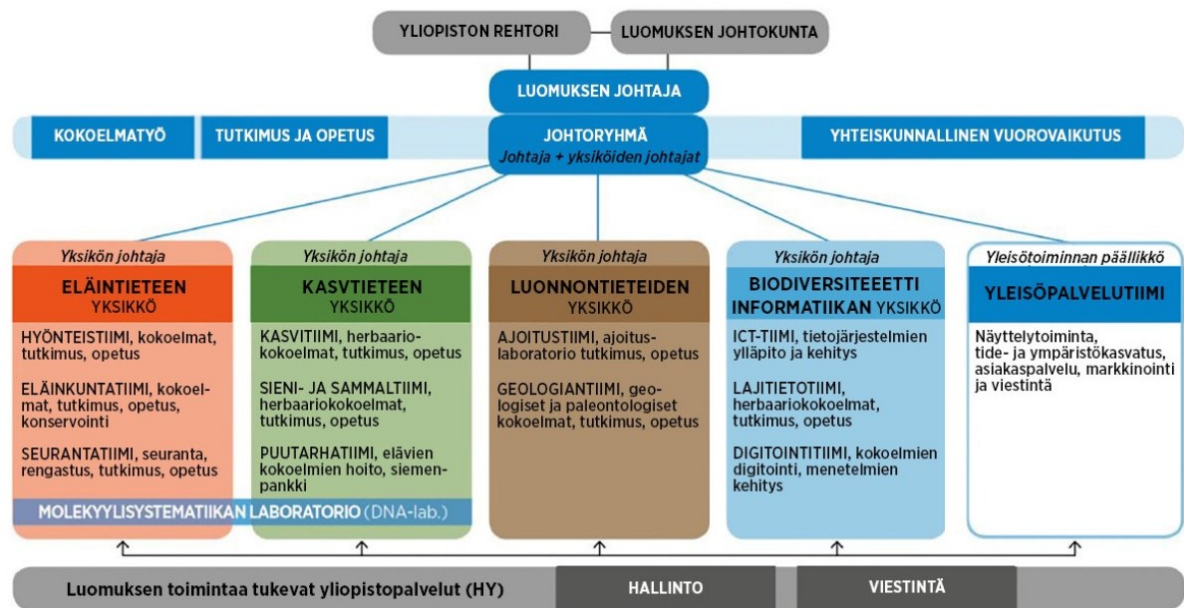 YLIOPISTON REHTORI
LUOMUKSEN JOHTOKUNTA
LUOMUKSEN JOHTAJA
KOKOELMATYÖ
TUTKIMUS JA OPETUS
JOHTORYHMÄ
Johtaja + yksiköiden johtajat
YHTEISKUNNALLINEN VUOROVAIKUTUS
Yksikön johtaja
ELÄINTIETEEN
YKSIKKÖ
HYÖNTEISTIIMI, kokoelmat,
tutkimus, opetus
ELÄINKUNTATIIMI, kokoel-
mat, tutkimus, opetus,
konservointi
SEURANTATIIMI, seuranta,
rengastus, tutkimus, opetus
Yksikön johtaja
KASVTIETEEN
YKSIKKÖ
KASVITIIMI, herbaario-
kokoelmat, tutkimus, opetus
SIENI- JA SAMMALTIIMI,
herbaariokokoelmat,
tutkimus, opetus
PUUTARHATIIMI, elävien
kokoelmien hoito, siemen-
pankki
MOLEKYYLISYSTEMATIIKAN LABORATORIO (DNA-lab.)
Yksikön johtaja
LUONNONTIETEIDEN
YKSIKKÖ
AJOITUSTIIMI, ajoitus-
laboratorio tutkimus, opetus
GEOLOGIANTIIMI, geo-
logiset ja paleontologiset
kokoelmat, tutkimus, opetus
Yksikön johtaja
BIODIVERSITEEETTI
INFORMATIIKAN YKSIKKÖ
ICT-TIIMI, tietojärjestelmien
ylläpito ja kehitys
LAJITIETOTIIMI,
herbaariokokoelmat,
tutkimus, opetus
DIGITOINTITIIMI, kokoelmien
digitointi, menetelmien
kehitys
Yleisötoiminnan päällikkö
YLEISÖPALVELUTIIMI
Näyttelytoiminta,
tide- ja ympäristökasvatus,
asiakaspalvelu, markkinointi
ja viestintä
Luomuksen toimintaa tukevat yliopistopalvelut (HY)
HALLINTO
VIESTINTÄ